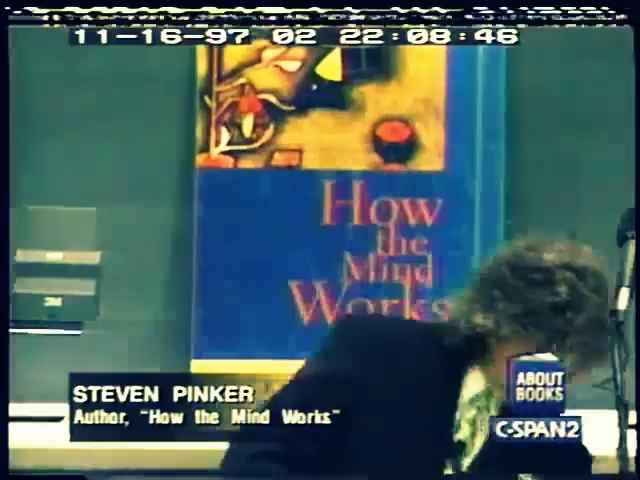 11-16-97 02 22:08:46
How
the
Mind
Works
STEVEN PINKER
Author, "How the Mind Works"
ABOUT
BOOKS
C-SPAN2